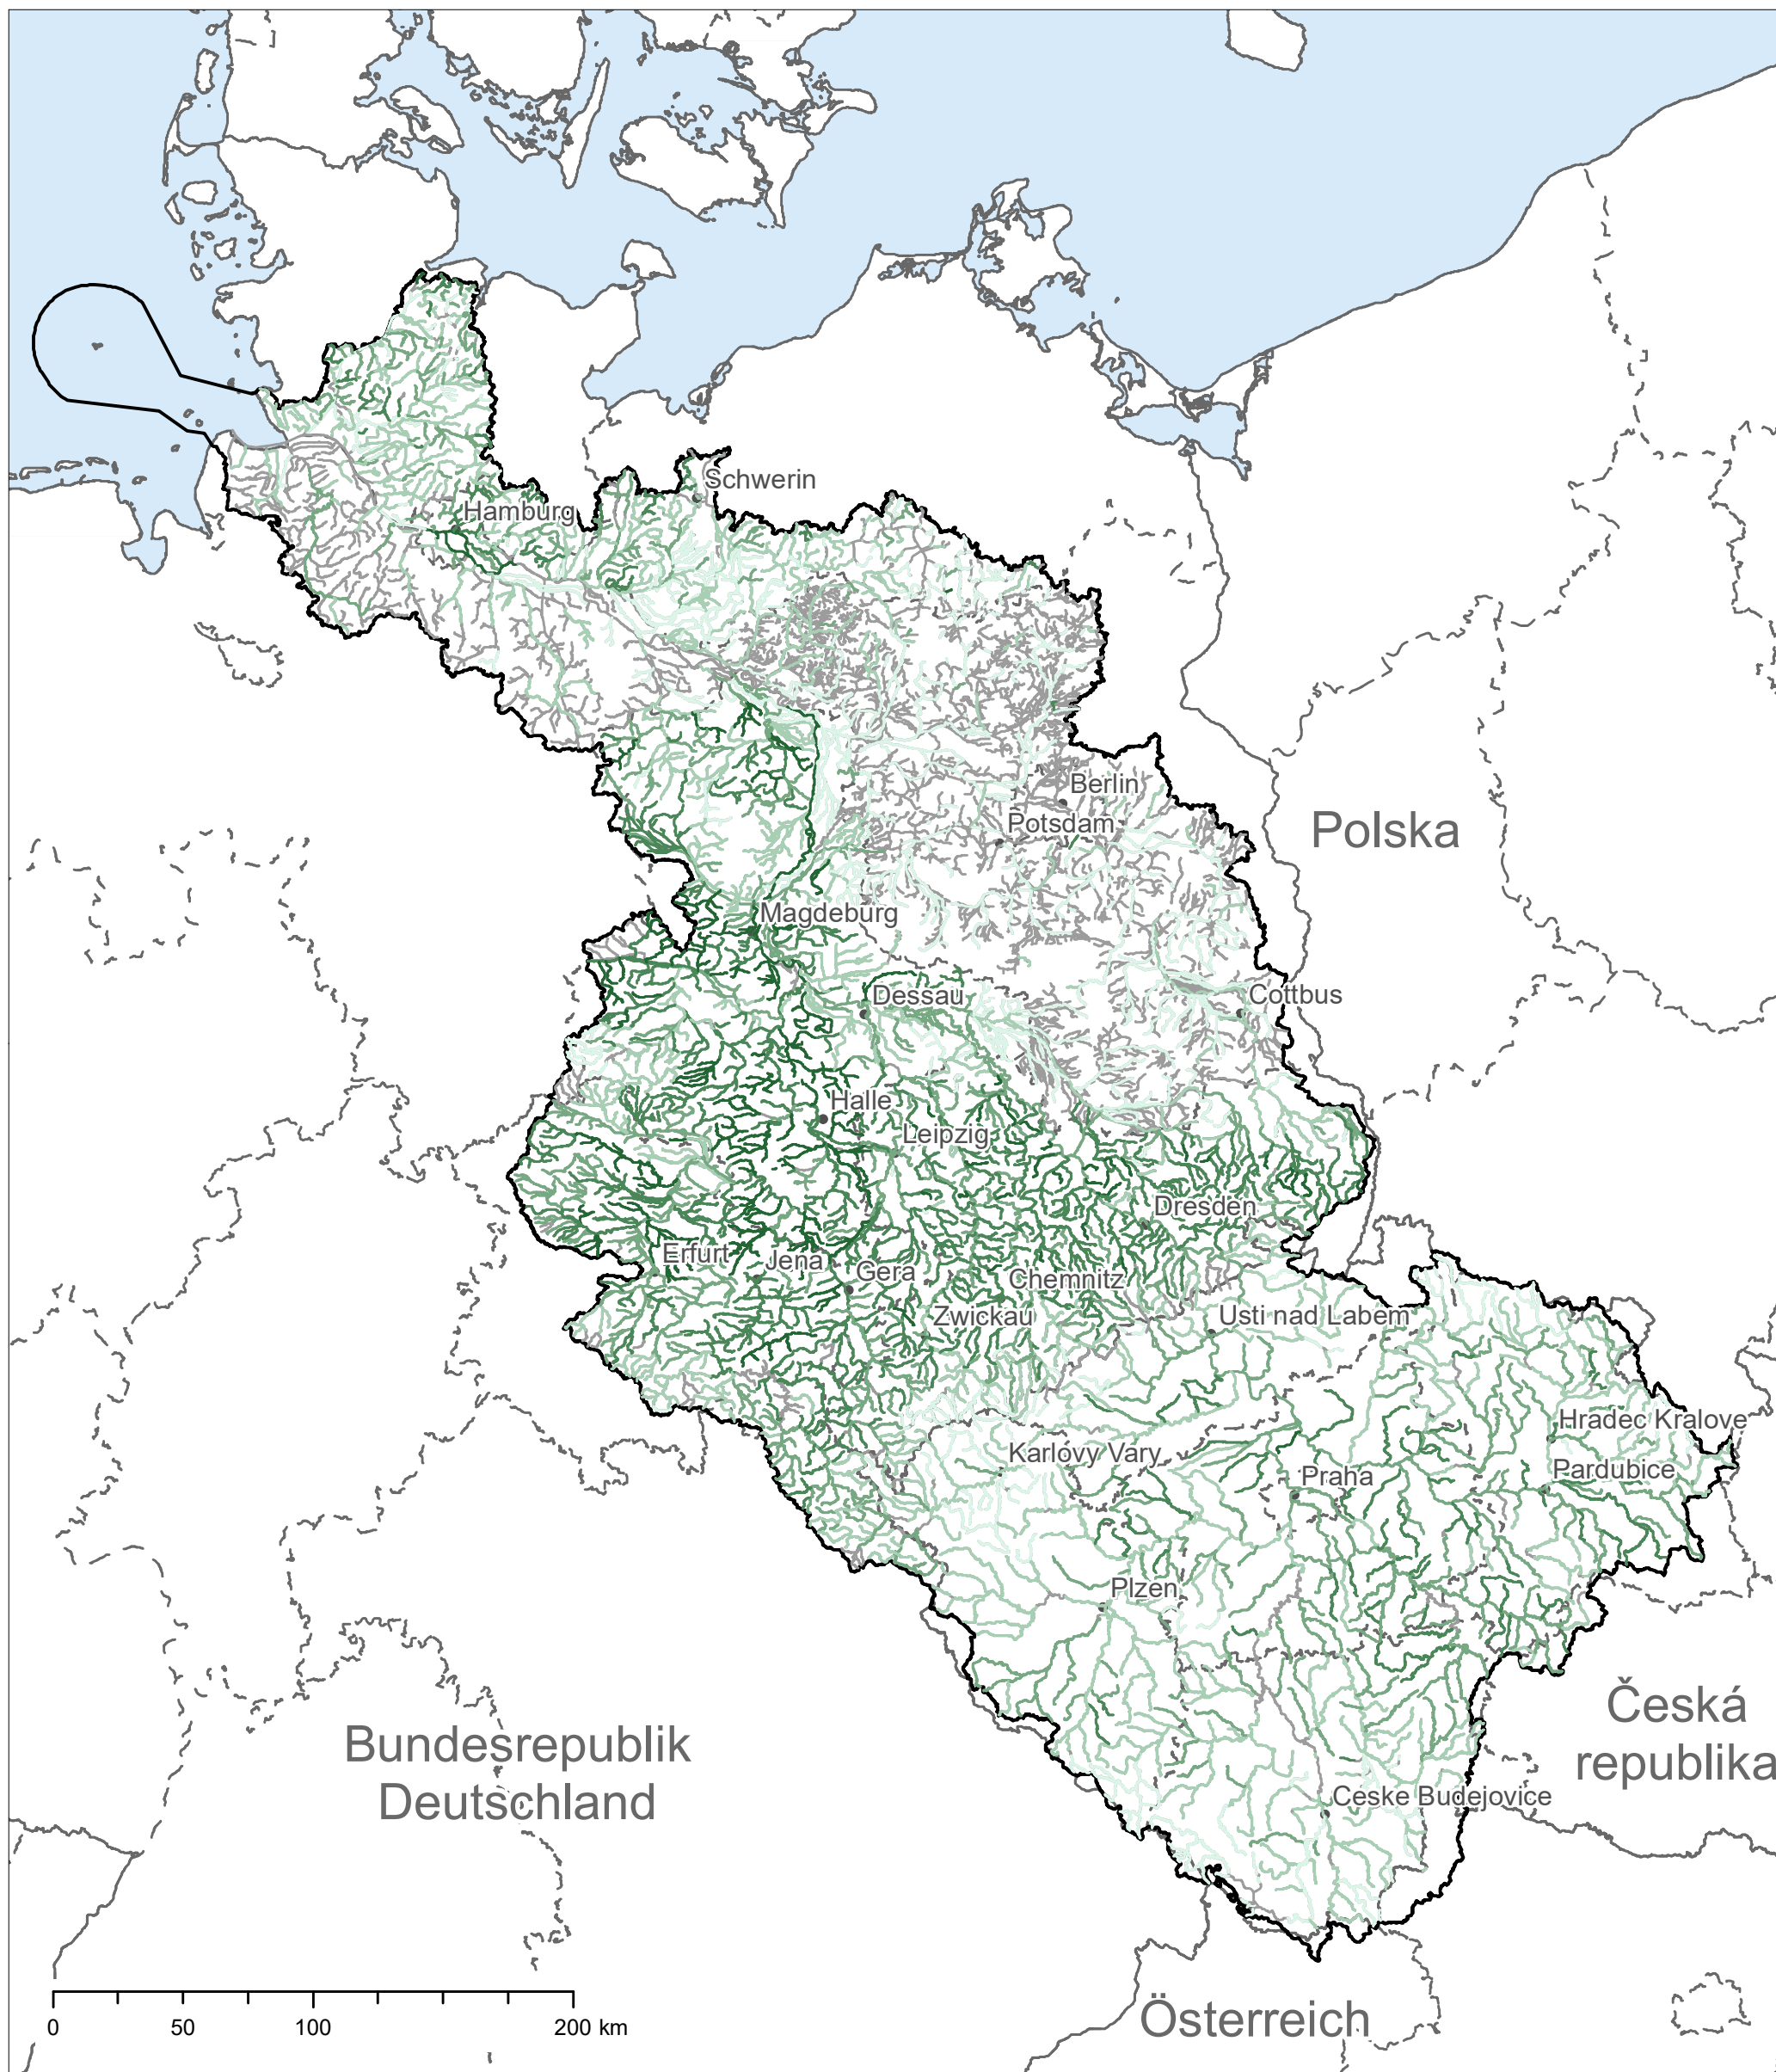 Schwerin
Hamburg
Berlin
Potsdam
Polska
Magdeburg
Dessau
Cottbus
Halle
Leipzig
Dresden
Erfurt
Jena
Gera
Chemnitz
Zwickau
Usti nad Labem
Hradec Kralove
Karlovy Vary
Praha
Pardubice
Plzen
Bundesrepublik
Deutschland
Česká
republika
Ceske Budejovice
Österreich
0 50 100 200 km